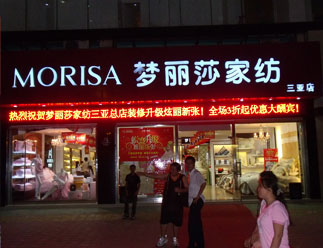 MORISA 梦丽莎家纺
三亚店
热烈祝贺梦丽莎家纺三亚总店装修升级炫丽新张！全场3折起优惠大酬宾！